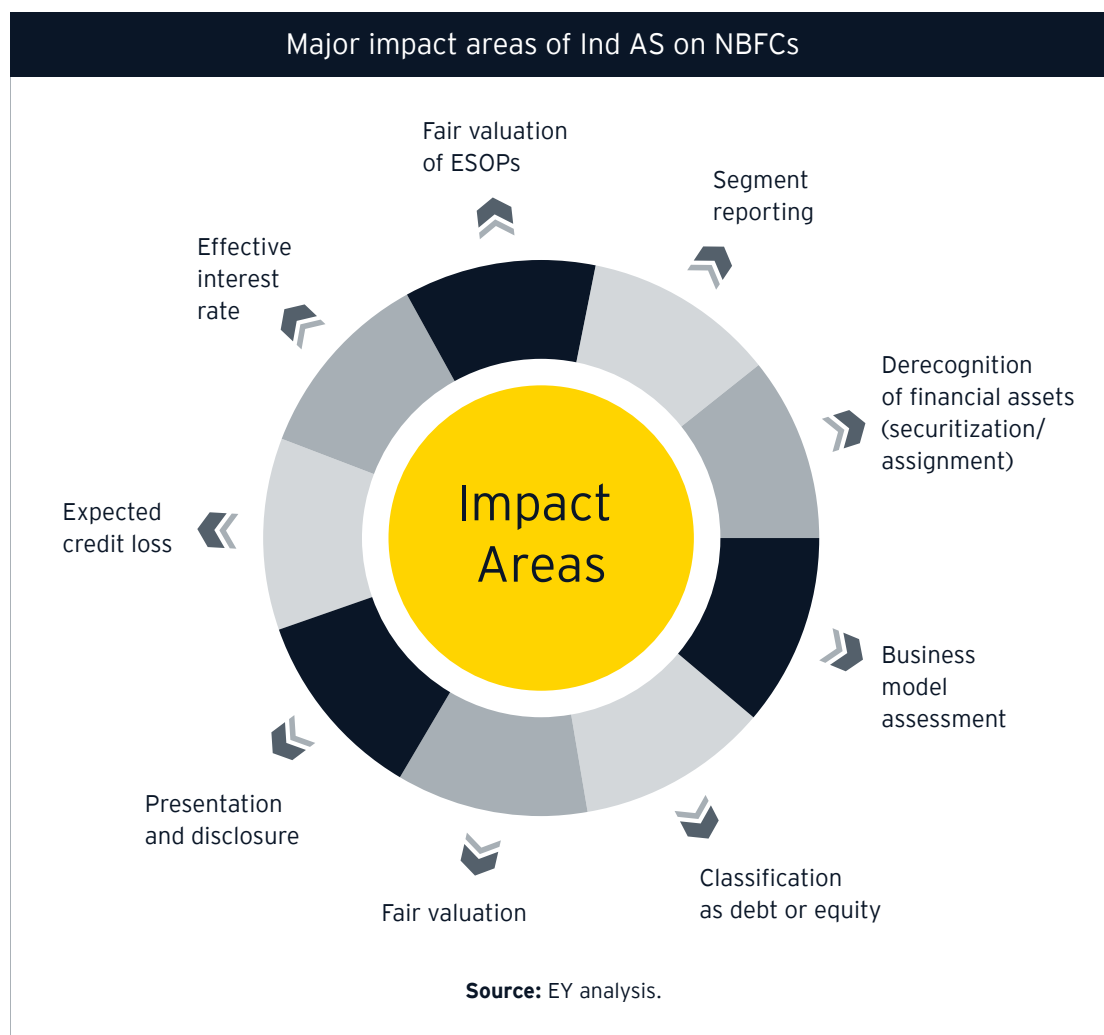 Major impact areas of Ind AS on NBFCs
Fair valuation
of ESOPs
Segment
reporting
Effective
interest
rate
Derecognition
of financial assets
(securitization/
assignment)
Impact
Areas
Expected
credit loss
Business
model
assessment
Presentation
and disclosure
Classification
as debt or equity
Fair valuation
Source: EY analysis.